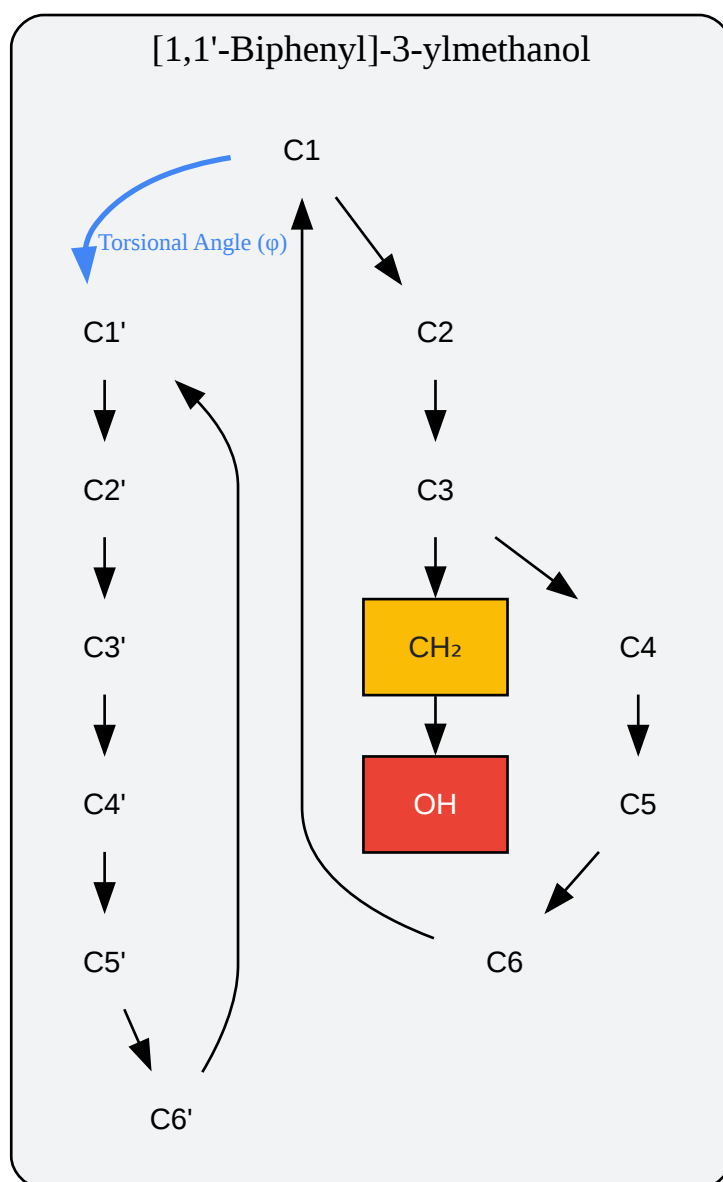 [1,1'-Biphenyl]-3-ylmethanol
C1
Torsional Angle (φ)
C1'
C2
C2'
C3
C3'
CH₂
C4
C4'
OH
C5
C5'
C6
C6'